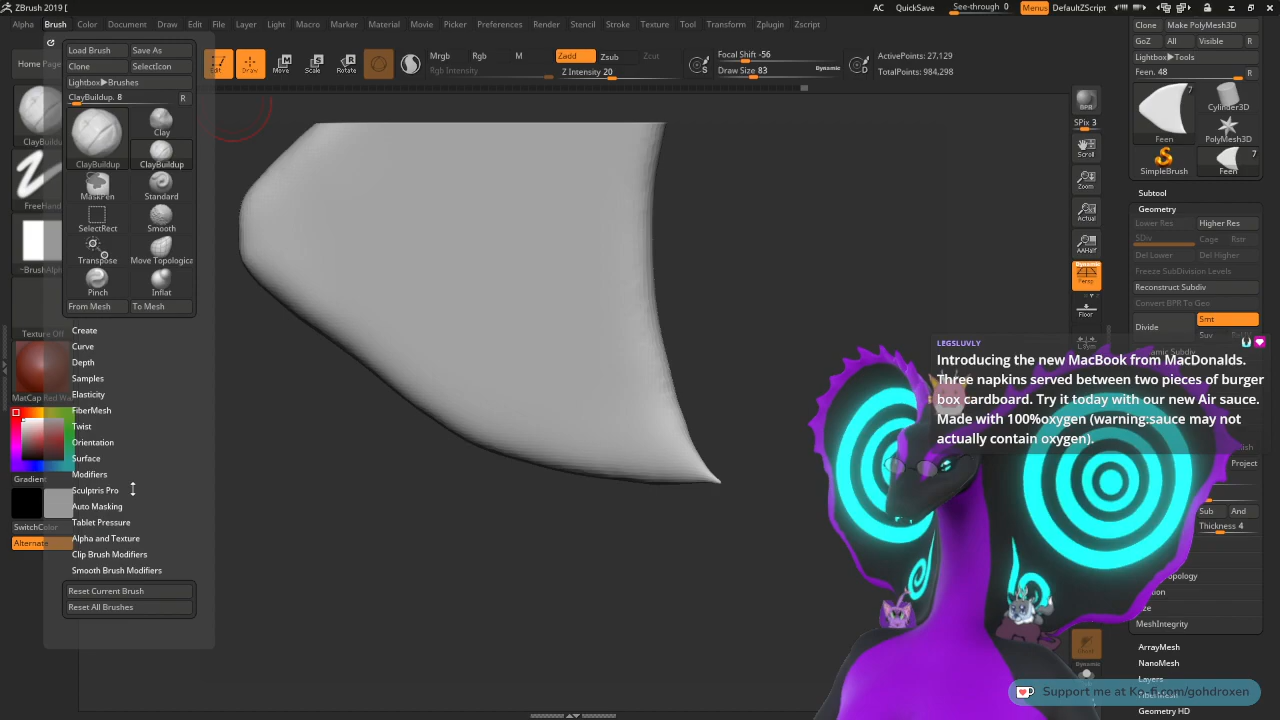 ZBrush 2019 [
AC
QuickSave
See-through 0
Menus
DefaultZScript
Alpha
Brush
Color
Document
Draw
Edit
File
Layer
Light
Macro
Marker
Material
Movie
Picker
Preferences
Render
Stencil
Stroke
Texture
Tool
Transform
Zplugin
Zscript
Home Page
Load Brush
Save As
Clone
SelectIcon
Lightbox▶Brushes
ClayBuildup. 8
R
Clay
ClayBuildup
ClayBuildup
MaskPen
Standard
SelectRect
Smooth
Transpose
Move Topologica
Pinch
Inflat
From Mesh
To Mesh
Create
Curve
Depth
Samples
Elasticity
FiberMesh
Twist
Orientation
Surface
Modifiers
Sculptris Pro
Auto Masking
Tablet Pressure
Alpha and Texture
Clip Brush Modifiers
Smooth Brush Modifiers
Reset Current Brush
Reset All Brushes
ClayBu
FreeHand
~BrushAlph
Texture Off
MatCap Red Wa
Gradient
SwitchColor
Alternate
Edit
Draw
Move
Scale
Rotate
Mrgb
Rgb
M
Rgb Intensity
Zadd
Zsub
Zcut
Z Intensity 20
Focal Shift -56
Draw Size 83
Dynamic
S
D
ActivePoints: 27,129
TotalPoints: 984,298
BPR
SPix 3
Scroll
Zoom
Actual
AAHalf
Dynamic
Persp
Floor
L.Sym
Ghost
Dynamic
Clone
Make PolyMesh3D
GoZ
All
Visible
R
Lightbox▶Tools
Feen. 48
R
7
Feen
Cylinder3D
PolyMesh3D
SimpleBrush
7
Feen
Subtool
Geometry
Lower Res
Higher Res
SDiv
Cage
Rstr
Del Lower
Del Higher
Freeze SubDivision Levels
Reconstruct Subdiv
Convert BPR To Geo
Divide
Smt
Suv
Dynamic Subdiv
LEGSLUVLY
Introducing the new MacBook from MacDonalds.
Three napkins served between two pieces of burger
box cardboard. Try it today with our new Air sauce.
Made with 100%oxygen (warning:sauce may not
actually contain oxygen).
Project
Sub
And
Thickness 4
MeshIntegrity
ArrayMesh
NanoMesh
Layers
Geometry HD
Support me at Ko-fi.com/gohdroxen